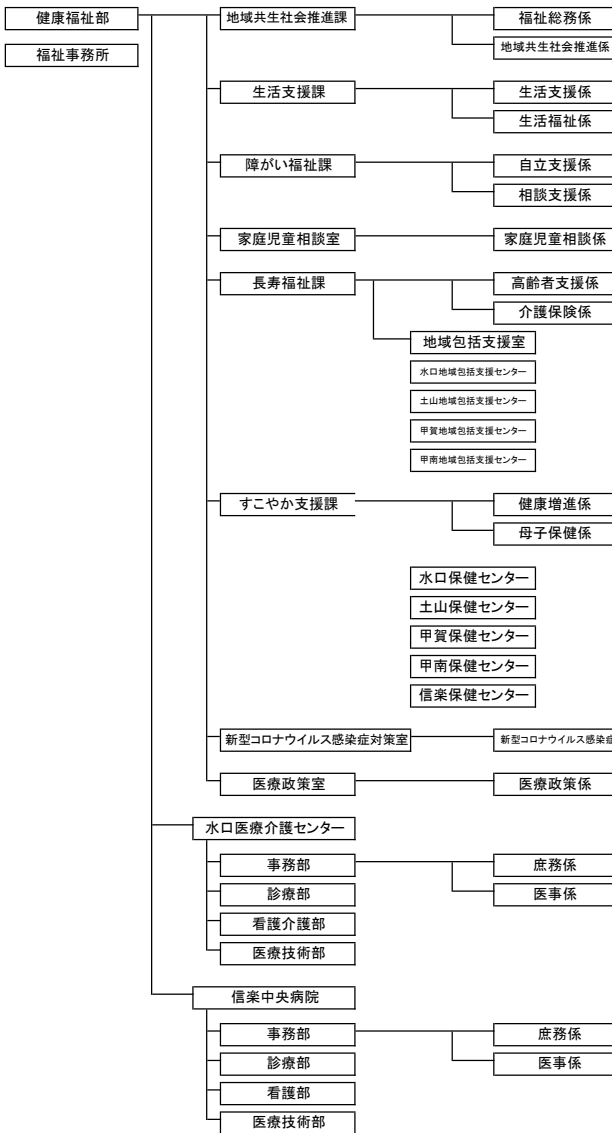 健康福祉部 地域共生社会推進課 福祉総務係
福祉事務所 地域共生社会推進係
生活支援課 生活支援係
生活福祉係
障がい福祉課 自立支援係
相談支援係
家庭児童相談室 家庭児童相談係
長寿福祉課 高齢者支援係
介護保険係
地域包括支援室
水口地域包括支援センター
土山地域包括支援センター
甲賀地域包括支援センター
甲南地域包括支援センター
すこやか支援課 健康増進係
母子保健係
水口保健センター
土山保健センター
甲賀保健センター
甲南保健センター
信楽保健センター
新型コロナウイルス感染症対策室 新型コロナウイルス感染症
医療政策室 医療政策係
水口医療介護センター
事務部 庶務係
診療部 医事係
看護介護部
医療技術部
信楽中央病院
事務部 庶務係
診療部 医事係
看護部
医療技術部